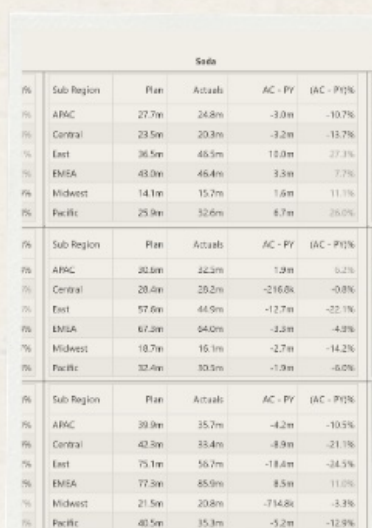 Soda
% Sub Region Plan Actuals AC - PY (AC - PY)%
% APAC 27.7m 24.8m -3.0m -10.7%
% Central 23.5m 20.3m -3.2m -13.7%
% East 36.5m 46.5m 10.0m 27.3%
% EMEA 43.0m 46.4m 3.3m 7.7%
% Midwest 14.1m 15.7m 1.6m 11.1%
% Pacific 25.9m 32.6m 6.7m 26.0%
% Sub Region Plan Actuals AC - PY (AC - PY)%
% APAC 30.6m 32.5m 1.9m 6.2%
% Central 28.4m 28.2m -216.8k -0.8%
% East 57.6m 44.9m -12.7m -22.1%
% EMEA 67.3m 64.0m -3.3m -4.9%
% Midwest 18.7m 16.1m -2.7m -14.2%
% Pacific 32.4m 30.5m -1.9m -6.0%
% Sub Region Plan Actuals AC - PY (AC - PY)%
% APAC 39.9m 35.7m -4.2m -10.5%
% Central 42.3m 33.4m -8.9m -21.1%
% East 75.1m 56.7m -18.4m -24.5%
% EMEA 77.3m 85.9m 8.5m 11.0%
% Midwest 21.5m 20.8m -714.8k -3.3%
% Pacific 40.5m 35.3m -5.2m -12.9%